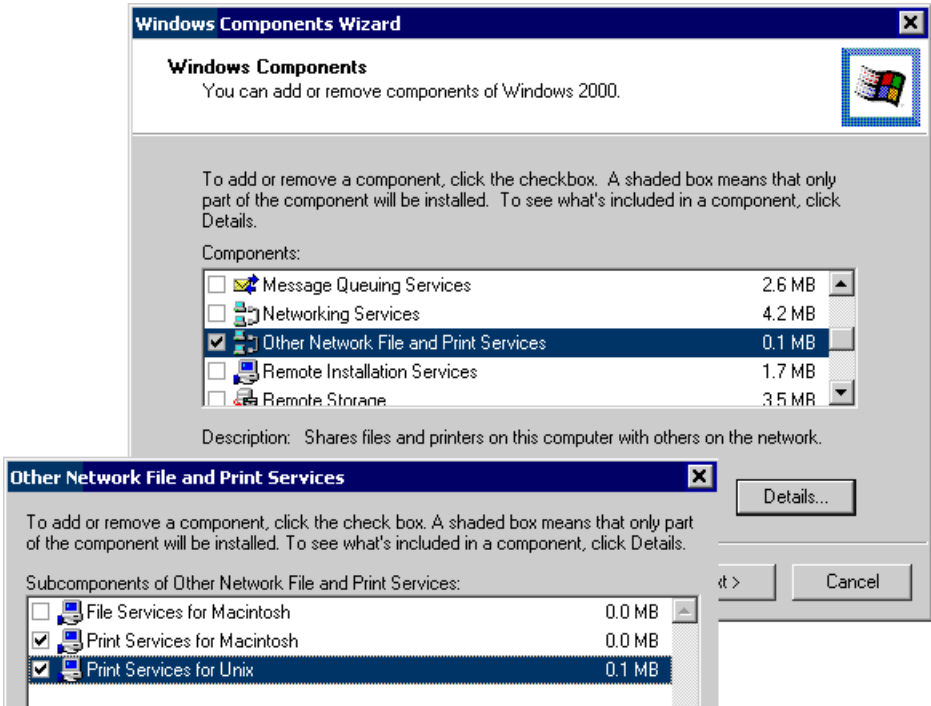 Windows Components Wizard
Windows Components
You can add or remove components of Windows 2000.
To add or remove a component, click the checkbox. A shaded box means that only
part of the component will be installed. To see what's included in a component, click
Details.
Components:
Message Queuing Services 2.6 MB
Networking Services 4.2 MB
Other Network File and Print Services 0.1 MB
Remote Installation Services 1.7 MB
Remote Storage 3.5 MB
Description: Shares files and printers on this computer with others on the network.
Details...
Cancel
Other Network File and Print Services
To add or remove a component, click the check box. A shaded box means that only part
of the component will be installed. To see what's included in a component, click Details.
Subcomponents of Other Network File and Print Services:
File Services for Macintosh 0.0 MB
Print Services for Macintosh 0.0 MB
Print Services for Unix 0.1 MB